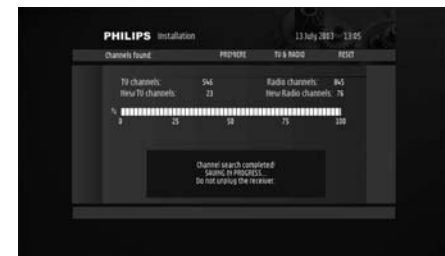 PHILIPS Installation 13 July 2003 13:05
Channels found: PREMIERE TV & RADIO RESET
TV channels: 546 Radio channels: 845
New TV channels: 23 New Radio channels: 76
%
0 25 50 75 100
Channel search completed!
SAVING IN PROGRESS...
Do not unplug the receiver.